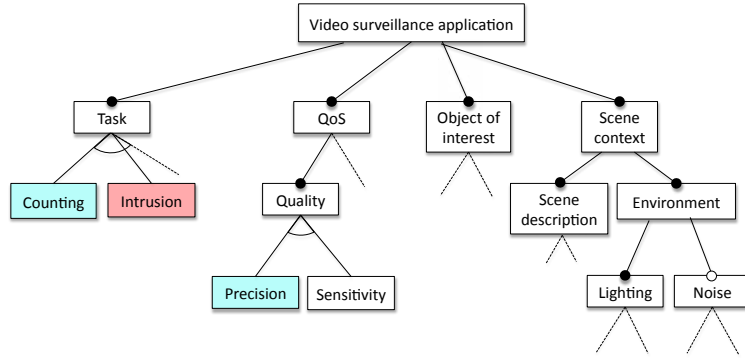 Video surveillance application
Task
QoS
Object of
interest
Scene
context
Counting
Intrusion
Quality
Scene
description
Environment
Precision
Sensitivity
Lighting
Noise